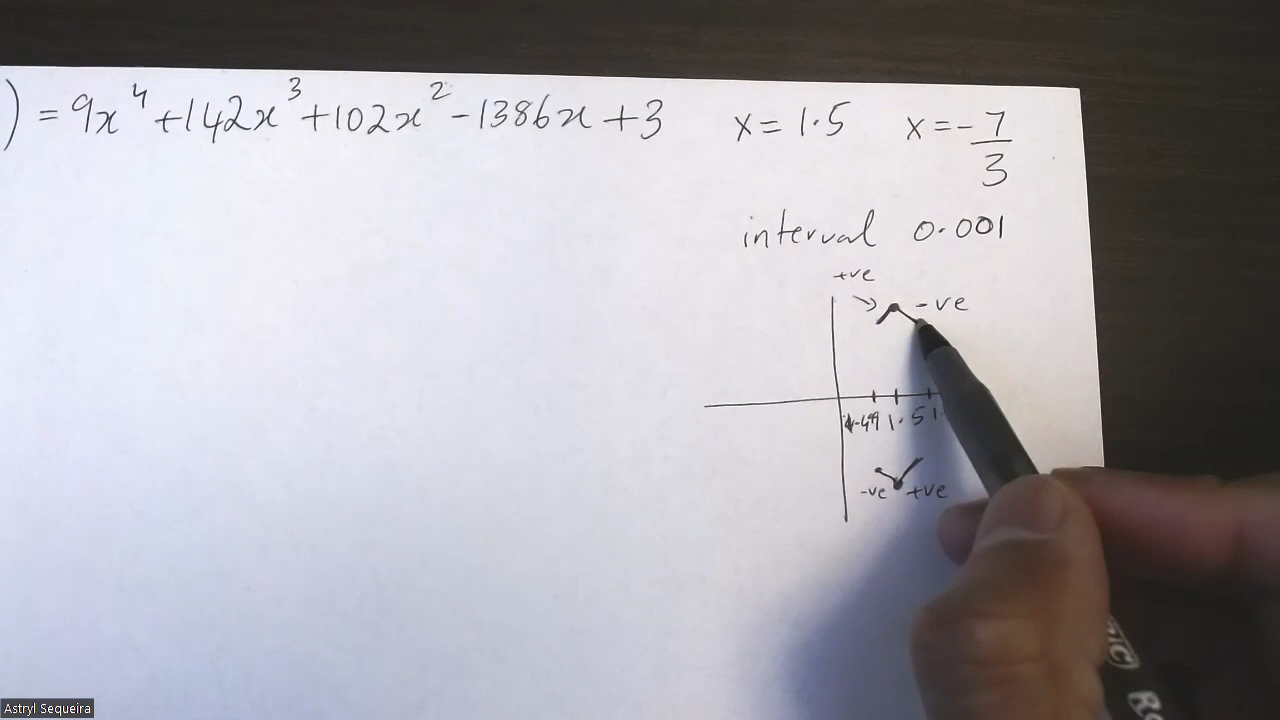 ) = 9x⁴ + 142x³ + 102x² - 1386x + 3 x = 1.5 x = -7/3
interval 0.001
+ve
-ve
1.49 1.5 1
-ve +ve
Astryl Sequeira